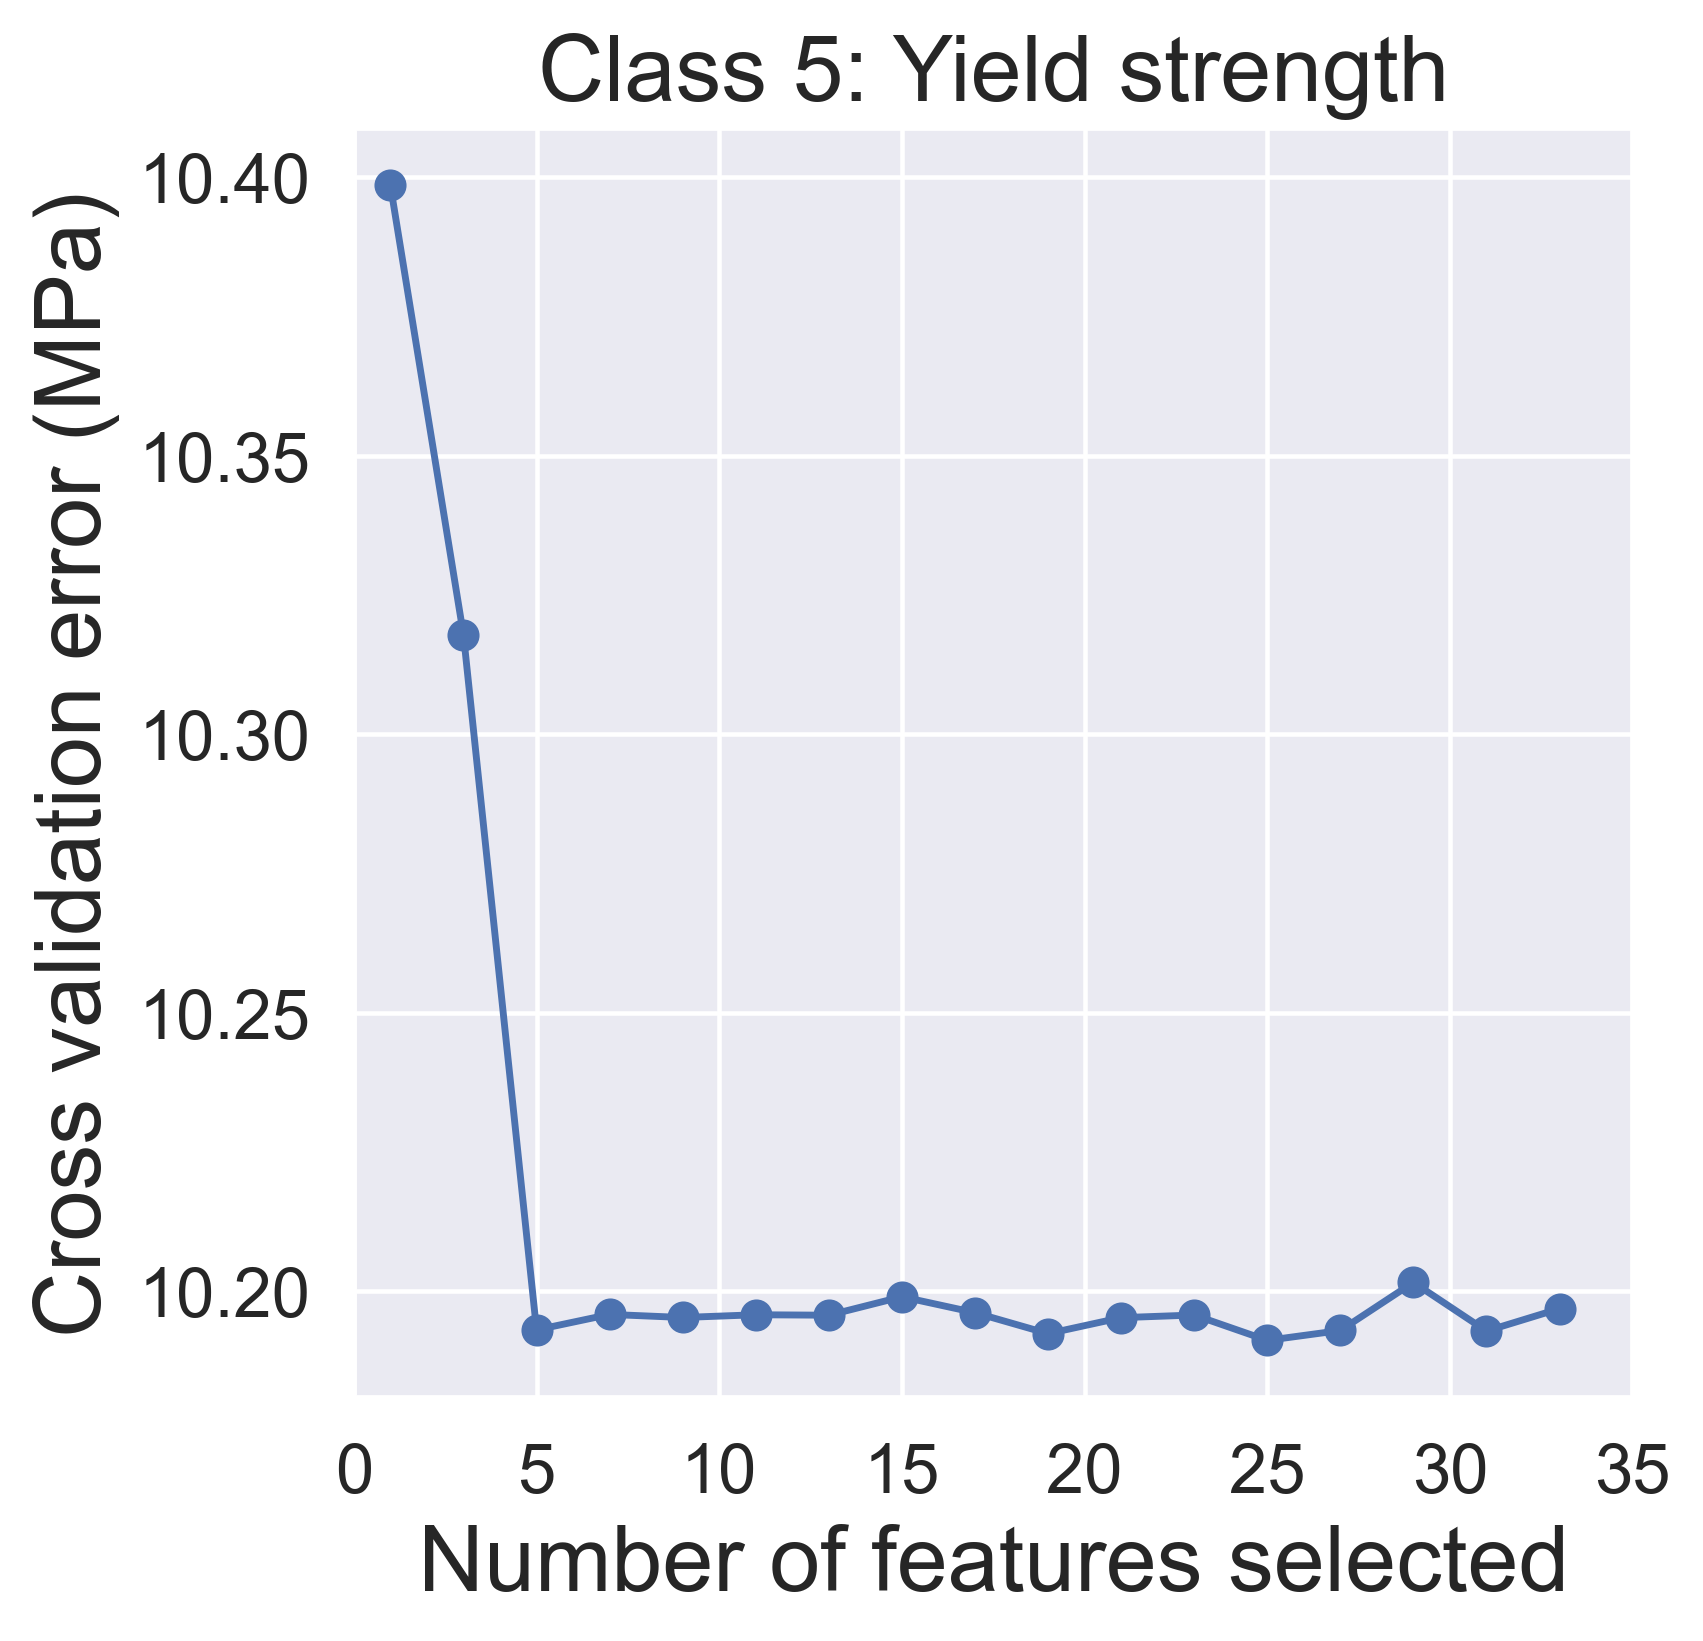 Class 5: Yield strength
Cross validation error (MPa)
10.40
10.35
10.30
10.25
10.20
0 5 10 15 20 25 30 35
Number of features selected